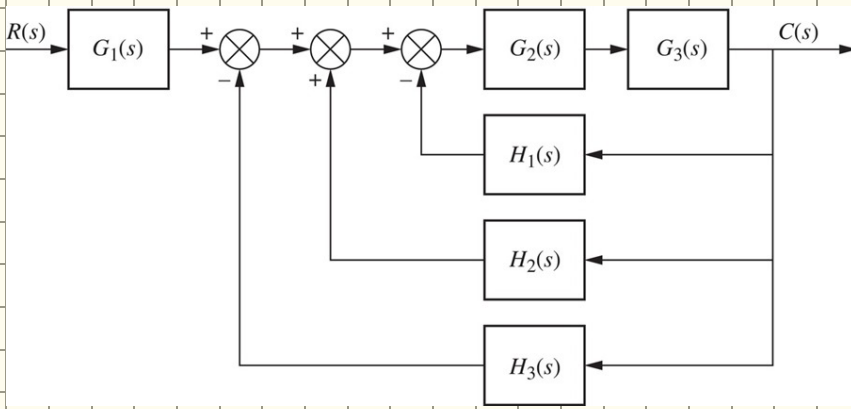 R(s)
G₁(s)
+
−
+
+
+
−
G₂(s)
G₃(s)
C(s)
H₁(s)
H₂(s)
H₃(s)